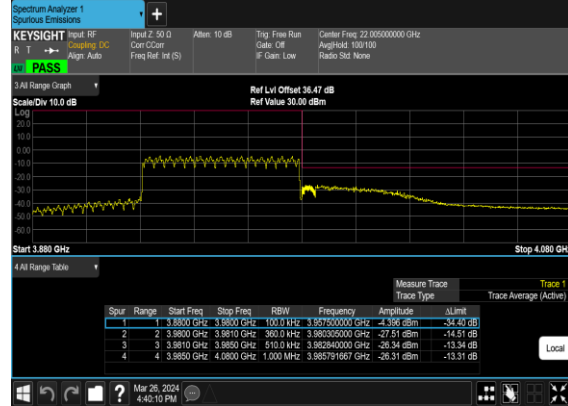 Spectrum Analyzer 1
Spurious Emissions
+
KEYSIGHT Input: RF Input Z: 50 Ω Atten: 10 dB Trig: Free Run Center Freq: 22.005000000 GHz
R T Coupling: DC Corr CCorr Gate: Off Avg|Hold: 100/100
Align: Auto Freq Ref: Int (S) IF Gain: Low Radio Std: None
PASS
3 All Range Graph
Ref Lvl Offset 36.47 dB
Scale/Div 10.0 dB Ref Value 30.00 dBm
Log
20.0
10.0
0.00
-10.0
-20.0
-30.0
-40.0
-50.0
-60.0
Start 3.880 GHz Stop 4.080 GH
4 All Range Table
Measure Trace Trace 1
Trace Type Trace Average (Active)
Spur Range Start Freq Stop Freq RBW Frequency Amplitude ΔLimit
1 1 3.8800 GHz 3.9800 GHz 100.0 kHz 3.957500000 GHz -4.396 dBm -34.40 dB
2 2 3.9800 GHz 3.9810 GHz 360.0 kHz 3.980305000 GHz -27.51 dBm -14.51 dB
3 3 3.9810 GHz 3.9850 GHz 510.0 kHz 3.982840000 GHz -26.34 dBm -13.34 dB
4 4 3.9850 GHz 4.0800 GHz 1.000 MHz 3.985791667 GHz -26.31 dBm -13.31 dB
Local
? Mar 26, 2024
4:40:10 PM